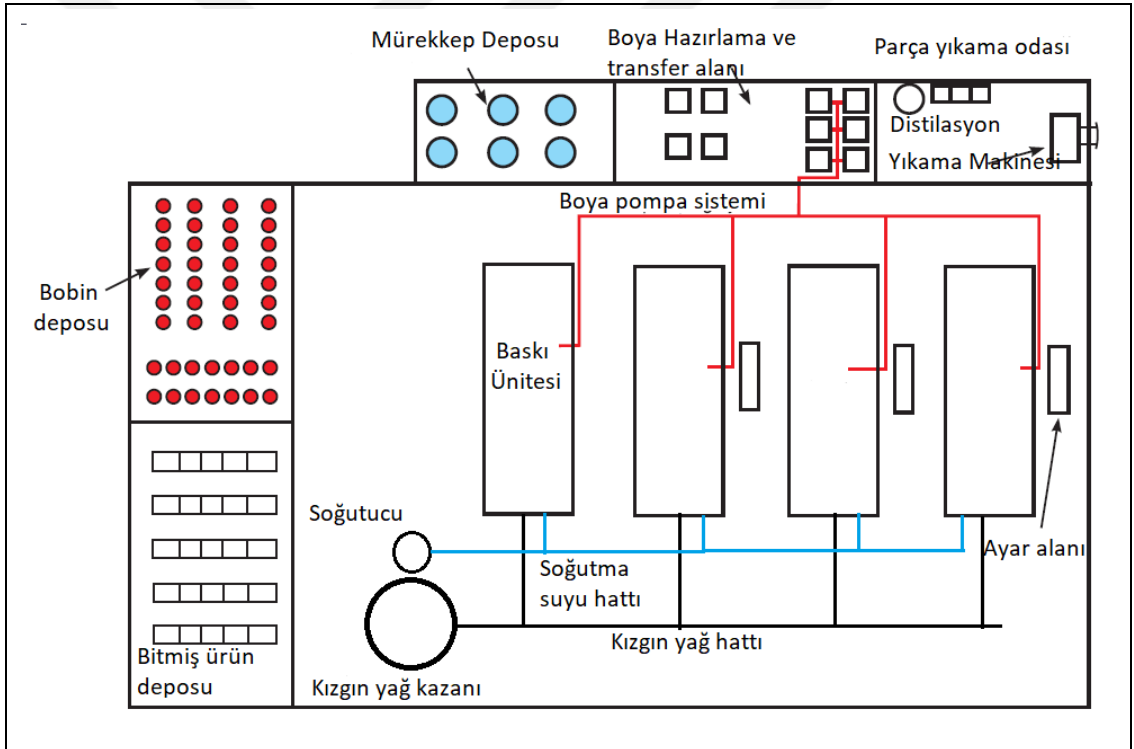 Mürekkep Deposu
Boya Hazırlama ve
transfer alanı
Parça yıkama odası
Distilasyon
Yıkama Makinesi
Boya pompa sistemi
Bobin
deposu
Baskı
Ünitesi
Soğutucu
Soğutma
suyu hattı
Ayar alanı
Kızgın yağ hattı
Bitmiş ürün
deposu
Kızgın yağ kazanı